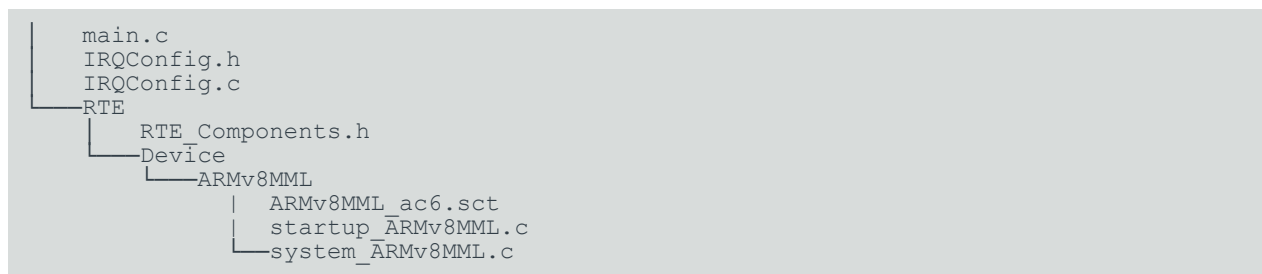 │   main.c
│   IRQConfig.h
│   IRQConfig.c
└───RTE
    │   RTE_Components.h
    └───Device
        └───ARMv8MML
            |   ARMv8MML_ac6.sct
            |   startup_ARMv8MML.c
            └──system_ARMv8MML.c